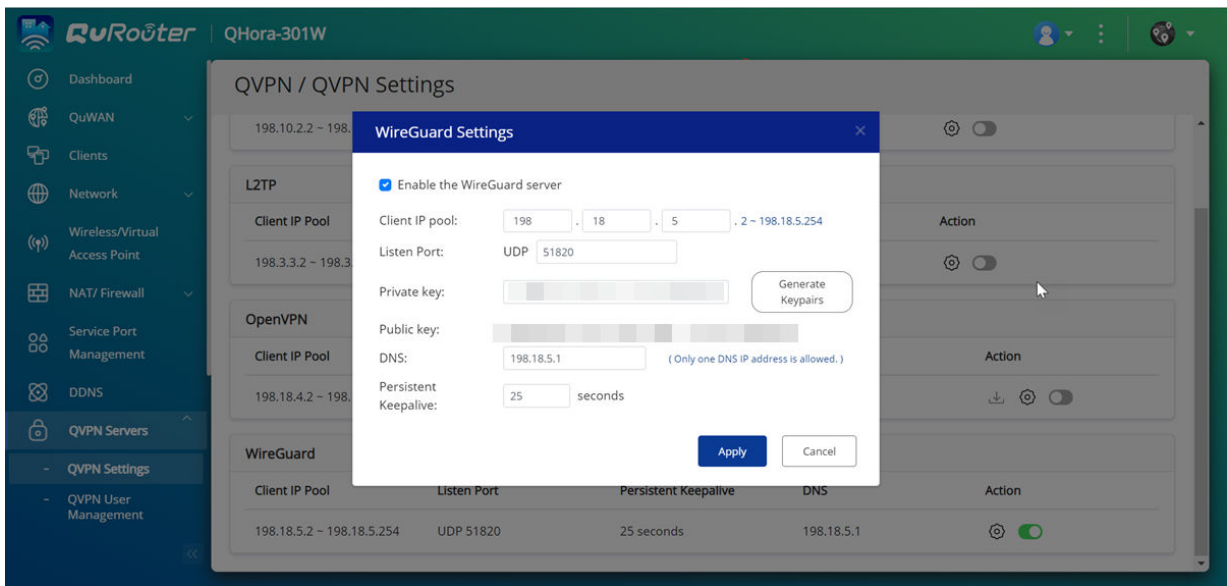 QuRouter
QHora-301W
Dashboard
QuWAN
Clients
Network
Wireless/Virtual
Access Point
NAT/ Firewall
Service Port
Management
DDNS
QVPN Servers
- QVPN Settings
- QVPN User
Management
QVPN / QVPN Settings
198.10.2.2 ~ 198.
L2TP
Client IP Pool
Action
198.3.3.2 ~ 198.3
OpenVPN
Client IP Pool
Action
198.18.4.2 ~ 198.
WireGuard
Client IP Pool Listen Port Persistent Keepalive DNS Action
198.18.5.2 ~ 198.18.5.254 UDP 51820 25 seconds 198.18.5.1
WireGuard Settings
Enable the WireGuard server
Client IP pool: 198 . 18 . 5 . 2 ~ 198.18.5.254
Listen Port: UDP 51820
Private key:
Generate
Keypairs
Public key:
DNS: 198.18.5.1 ( Only one DNS IP address is allowed. )
Persistent
Keepalive: 25 seconds
Apply Cancel